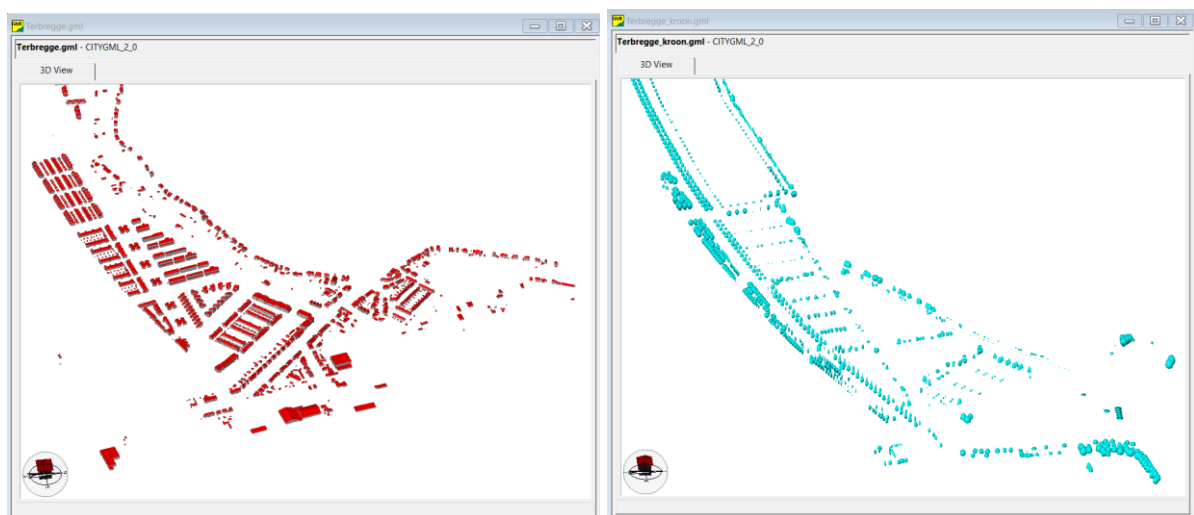 Terbregge.gml
Terbregge.gml - CITYGML_2_0
3D View
Terbregge_kroon.gml
Terbregge_kroon.gml - CITYGML_2_0
3D View